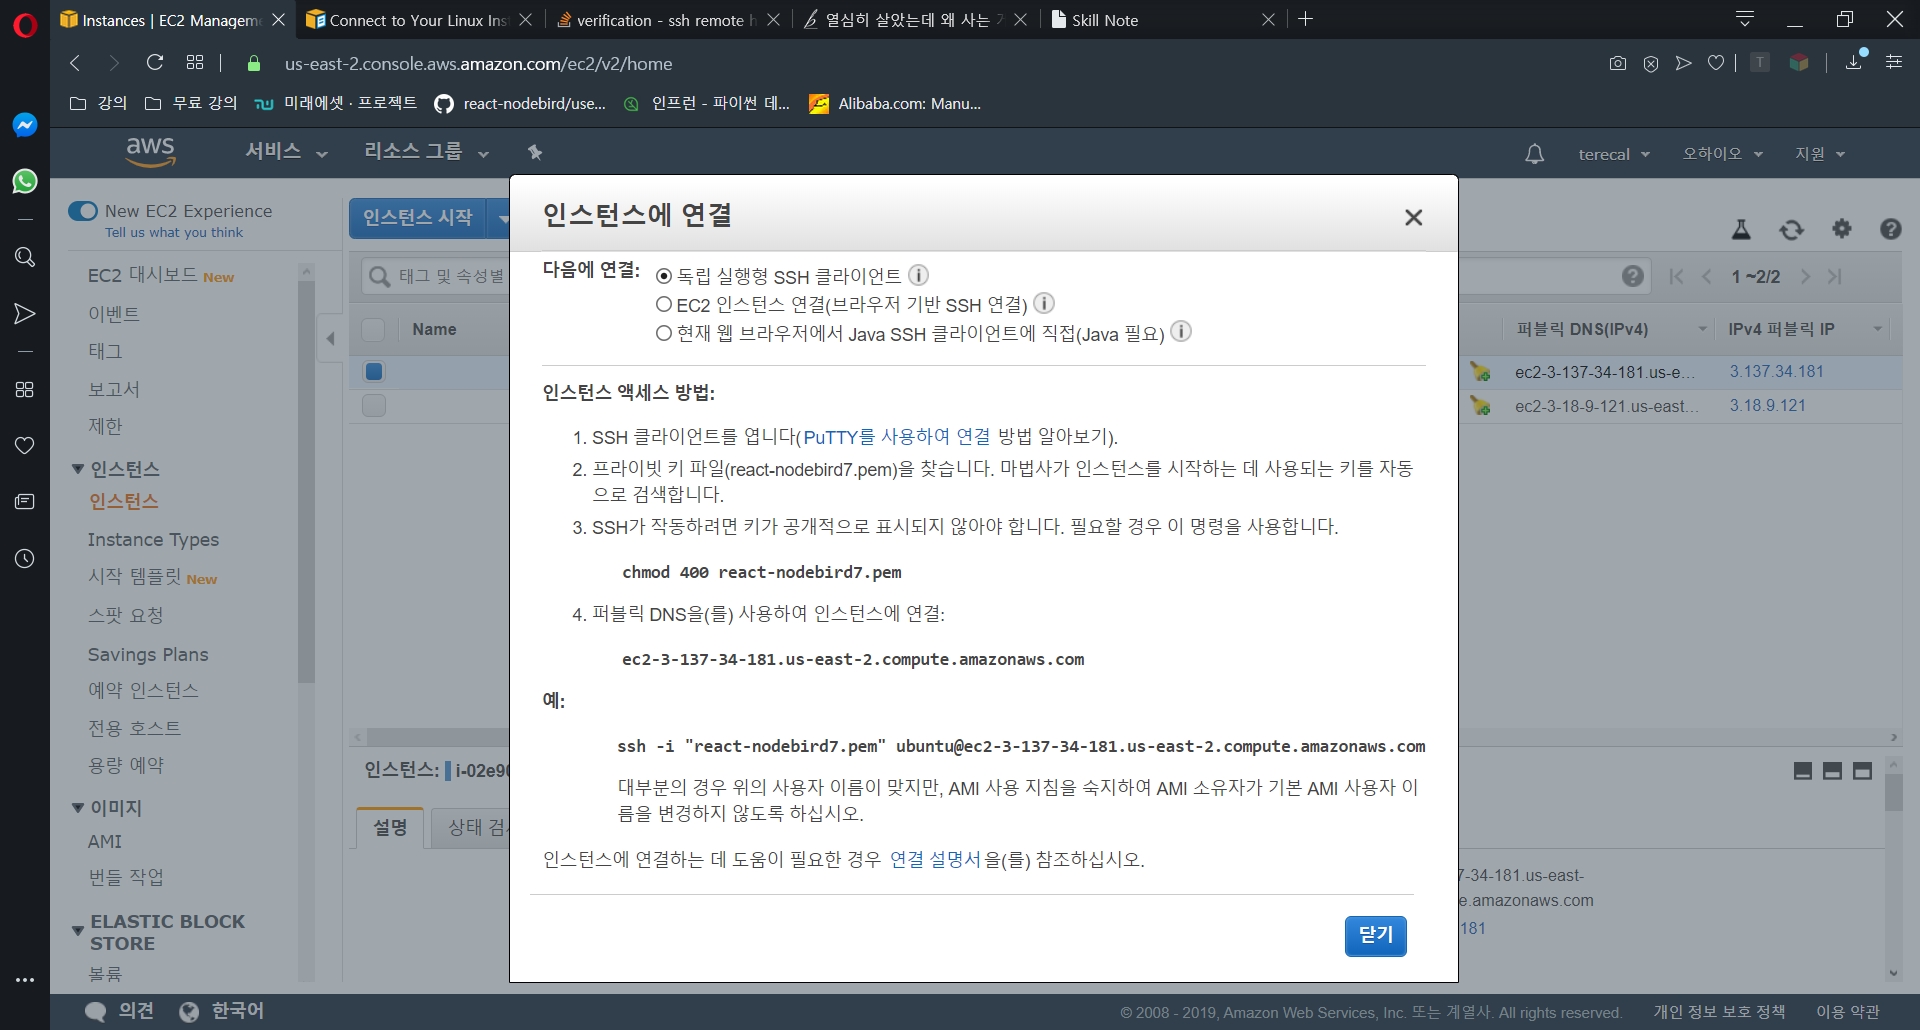 Instances | EC2 Managem
Connect to Your Linux Ins
verification - ssh remote h
열심히 살았는데 왜 사는
Skill Note
us-east-2.console.aws.amazon.com/ec2/v2/home
강의
무료 강의
미래에셋 · 프로젝트
react-nodebird/use...
인프런 - 파이썬 데...
Alibaba.com: Manu...
aws
서비스
리소스 그룹
terecal
오하이오
지원
New EC2 Experience
Tell us what you think
EC2 대시보드 New
이벤트
태그
보고서
제한
인스턴스
인스턴스
Instance Types
시작 템플릿 New
스팟 요청
Savings Plans
예약 인스턴스
전용 호스트
용량 예약
이미지
AMI
번들 작업
ELASTIC BLOCK
STORE
볼륨
인스턴스 시작
태그 및 속성별
1 ~2/2
Name
퍼블릭 DNS(IPv4)
IPv4 퍼블릭 IP
ec2-3-137-34-181.us-e...
3.137.34.181
ec2-3-18-9-121.us-east...
3.18.9.121
인스턴스에 연결
다음에 연결:
독립 실행형 SSH 클라이언트
EC2 인스턴스 연결(브라우저 기반 SSH 연결)
현재 웹 브라우저에서 Java SSH 클라이언트에 직접(Java 필요)
인스턴스 액세스 방법:
1. SSH 클라이언트를 엽니다(PuTTY를 사용하여 연결 방법 알아보기).
2. 프라이빗 키 파일(react-nodebird7.pem)을 찾습니다. 마법사가 인스턴스를 시작하는 데 사용되는 키를 자동
으로 검색합니다.
3. SSH가 작동하려면 키가 공개적으로 표시되지 않아야 합니다. 필요할 경우 이 명령을 사용합니다.
chmod 400 react-nodebird7.pem
4. 퍼블릭 DNS을(를) 사용하여 인스턴스에 연결:
ec2-3-137-34-181.us-east-2.compute.amazonaws.com
예:
ssh -i "react-nodebird7.pem" ubuntu@ec2-3-137-34-181.us-east-2.compute.amazonaws.com
대부분의 경우 위의 사용자 이름이 맞지만, AMI 사용 지침을 숙지하여 AMI 소유자가 기본 AMI 사용자 이
름을 변경하지 않도록 하십시오.
인스턴스에 연결하는 데 도움이 필요한 경우 연결 설명서을(를) 참조하십시오.
닫기
인스턴스: i-02e90
설명
상태 검
7-34-181.us-east-
e.amazonaws.com
181
의견
한국어
© 2008 - 2019, Amazon Web Services, Inc. 또는 계열사. All rights reserved.
개인 정보 보호 정책
이용 약관